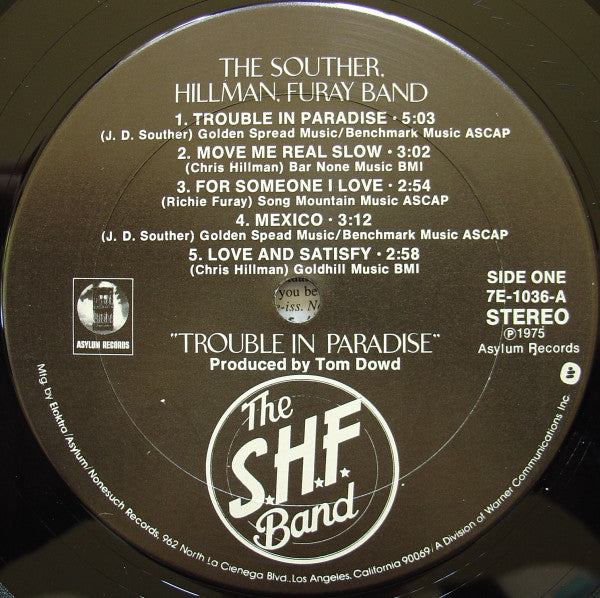 THE SOUTHER,
HILLMAN, FURAY BAND
1. TROUBLE IN PARADISE · 5:03
(J. D. Souther) Golden Spread Music/Benchmark Music ASCAP
2. MOVE ME REAL SLOW · 3:02
(Chris Hillman) Bar None Music BMI
3. FOR SOMEONE I LOVE · 2:54
(Richie Furay) Song Mountain Music ASCAP
4. MEXICO · 3:12
(J. D. Souther) Golden Spead Music/Benchmark Music ASCAP
5. LOVE AND SATISFY · 2:58
(Chris Hillman) Goldhill Music BMI
you be
-iss. N
ASYLUM RECORDS
SIDE ONE
7E-1036-A
STEREO
℗1975
Asylum Records
"TROUBLE IN PARADISE"
Produced by Tom Dowd
The
S.H.F.
Band
Mfg. by Elektra/Asylum/Nonesuch Records, 962 North La Cienega Blvd., Los Angeles, California 90069/A Division of Warner Communications Inc.